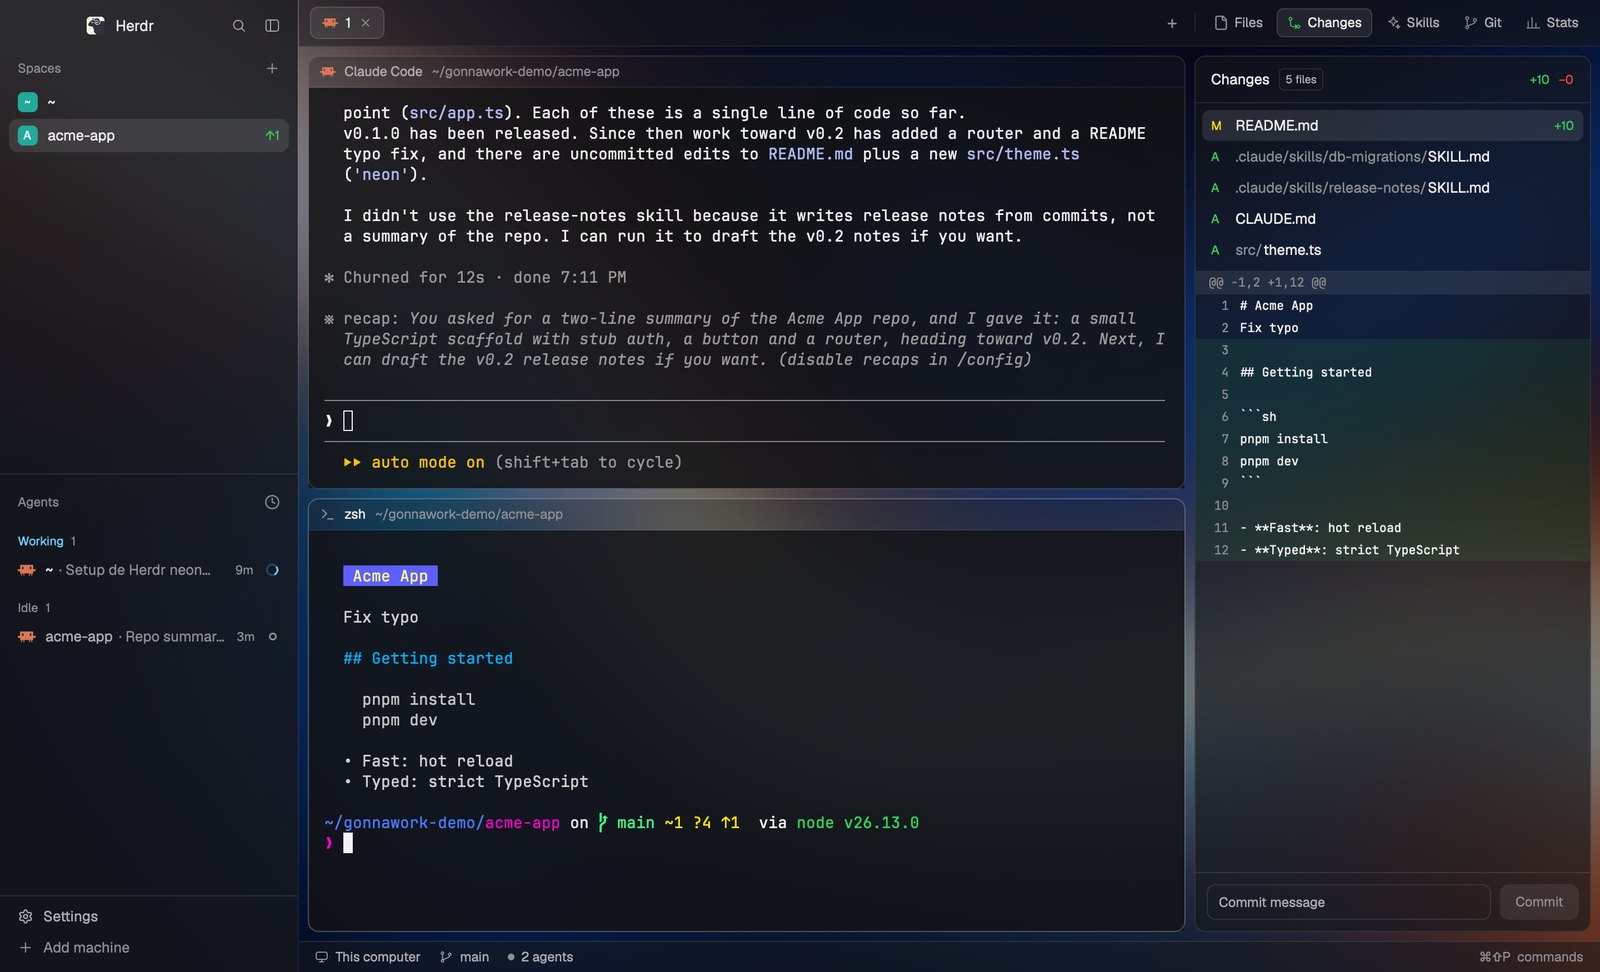 Herdr
Spaces
~ ~
A acme-app ↑1
Agents
Working 1
~ · Setup de Herdr neon... 9m
Idle 1
acme-app · Repo summar... 3m
Settings
Add machine
1
Files
Changes
Skills
Git
Stats
Claude Code ~/gonnawork-demo/acme-app
point (src/app.ts). Each of these is a single line of code so far.
v0.1.0 has been released. Since then work toward v0.2 has added a router and a README
typo fix, and there are uncommitted edits to README.md plus a new src/theme.ts
('neon').
I didn't use the release-notes skill because it writes release notes from commits, not
a summary of the repo. I can run it to draft the v0.2 notes if you want.
✻ Churned for 12s · done 7:11 PM
※ recap: You asked for a two-line summary of the Acme App repo, and I gave it: a small
TypeScript scaffold with stub auth, a button and a router, heading toward v0.2. Next, I
can draft the v0.2 release notes if you want. (disable recaps in /config)
❯
⏵⏵ auto mode on (shift+tab to cycle)
zsh ~/gonnawork-demo/acme-app
Acme App
Fix typo
## Getting started
pnpm install
pnpm dev
• Fast: hot reload
• Typed: strict TypeScript
~/gonnawork-demo/acme-app on main ~1 ?4 ↑1 via node v26.13.0
❯
Changes 5 files +10 −0
M README.md +10
A .claude/skills/db-migrations/SKILL.md
A .claude/skills/release-notes/SKILL.md
A CLAUDE.md
A src/theme.ts
@@ -1,2 +1,12 @@
1 # Acme App
2 Fix typo
3
4 ## Getting started
5
6 ```sh
7 pnpm install
8 pnpm dev
9 ```
10
11 - **Fast**: hot reload
12 - **Typed**: strict TypeScript
Commit message
Commit
This computer
main
2 agents
⌘⇧P commands